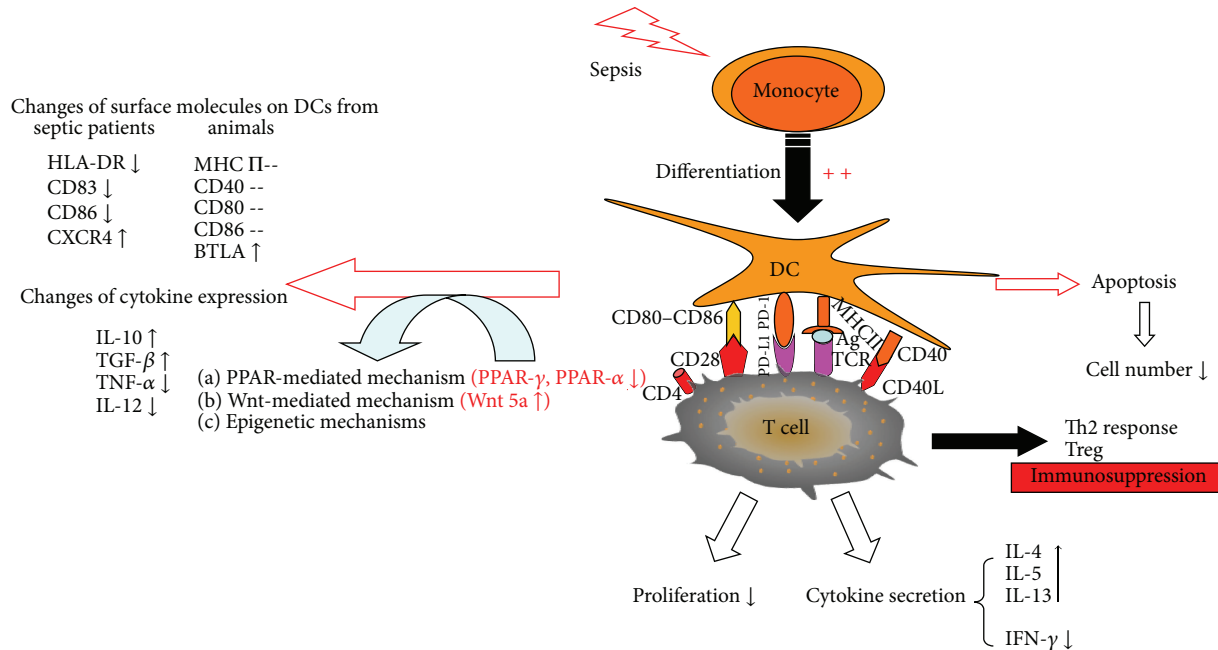 Sepsis
Monocyte
Differentiation
+ +
Changes of surface molecules on DCs from
septic patients
HLA-DR ↓
CD83 ↓
CD86 ↓
CXCR4 ↑
animals
MHC Π--
CD40 --
CD80 --
CD86 --
BTLA ↑
Changes of cytokine expression
IL-10 ↑
TGF-β ↑
TNF-α ↓
IL-12 ↓
(a) PPAR-mediated mechanism (PPAR-γ, PPAR-α ↓)
(b) Wnt-mediated mechanism (Wnt 5a ↑)
(c) Epigenetic mechanisms
DC
Apoptosis
Cell number ↓
CD80–CD86
PD-1
MHCII
CD28
PD-L1
Ag
TCR
CD40
CD4
CD40L
T cell
Th2 response
Treg
Immunosuppression
Proliferation ↓
Cytokine secretion
IL-4 ↑
IL-5
IL-13
IFN-γ ↓